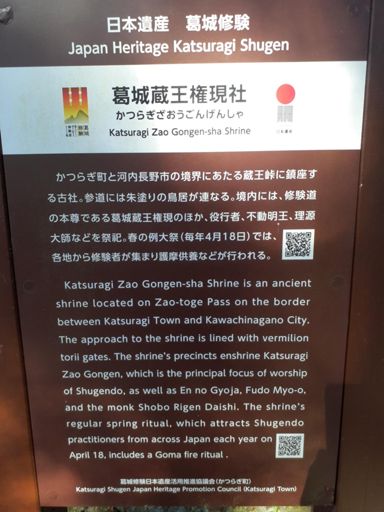 日本遺産 葛城修験
Japan Heritage Katsuragi Shugen
葛城蔵王権現社
かつらぎざおうごんげんしゃ
Katsuragi Zao Gongen-sha Shrine
かつらぎ町と河内長野市の境界にあたる蔵王峠に鎮座す
る古社。参道には朱塗りの鳥居が連なる。境内には、修験道
の本尊である葛城蔵王権現のほか、役行者、不動明王、理源
大師などを祭祀。春の例大祭(毎年4月18日)では、
各地から修験者が集まり護摩供養などが行われる。
Katsuragi Zao Gongen-sha Shrine is an ancient
shrine located on Zao-toge Pass on the border
between Katsuragi Town and Kawachinagano City.
The approach to the shrine is lined with vermilion
torii gates. The shrine's precincts enshrine Katsuragi
Zao Gongen, which is the principal focus of worship
of Shugendo, as well as En no Gyoja, Fudo Myo-o,
and the monk Shobo Rigen Daishi. The shrine's
regular spring ritual, which attracts Shugendo
practitioners from across Japan each year on
April 18, includes a Goma fire ritual .
葛城修験日本遺産活用推進協議会(かつらぎ町)
Katsuragi Shugen Japan Heritage Promotion Council (Katsuragi Town)